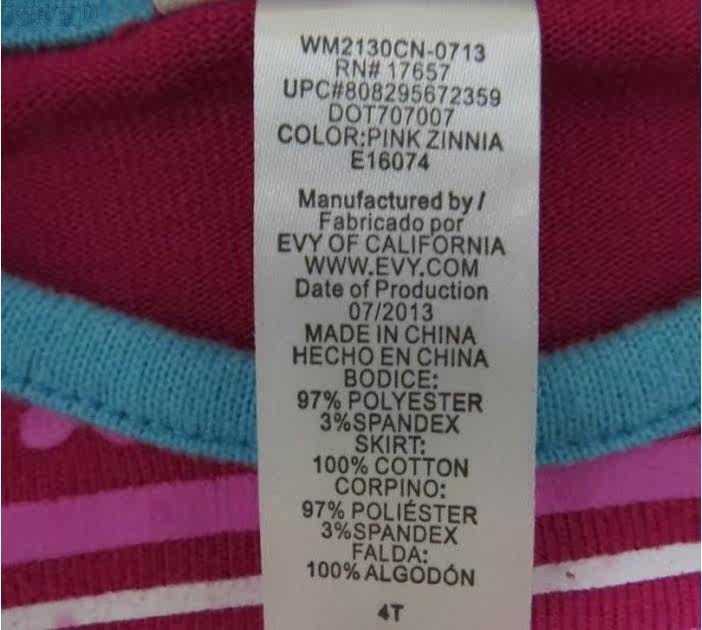 WM2130CN-0713
RN# 17657
UPC#808295672359
DOT707007
COLOR:PINK ZINNIA
E16074
Manufactured by /
Fabricado por
EVY OF CALIFORNIA
WWW.EVY.COM
Date of Production
07/2013
MADE IN CHINA
HECHO EN CHINA
BODICE:
97% POLYESTER
3%SPANDEX
SKIRT:
100% COTTON
CORPINO:
97% POLIÉSTER
3%SPANDEX
FALDA:
100% ALGODÓN
4T